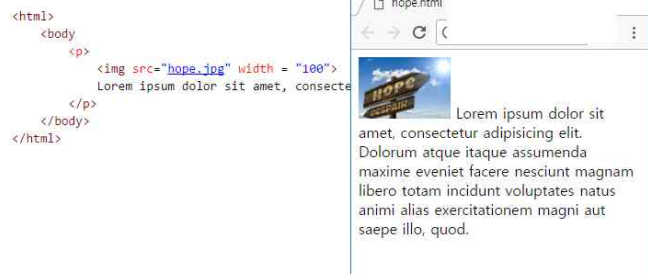 <html>
<body
<p>
<img src="hope.jpg" width = "100">
Lorem ipsum dolor sit amet, consecte
</p>
</body>
</html>
hope.html
HOPE
DESPAIR
Lorem ipsum dolor sit
amet, consectetur adipisicing elit.
Dolorum atque itaque assumenda
maxime eveniet facere nesciunt magnam
libero totam incidunt voluptates natus
animi alias exercitationem magni aut
saepe illo, quod.